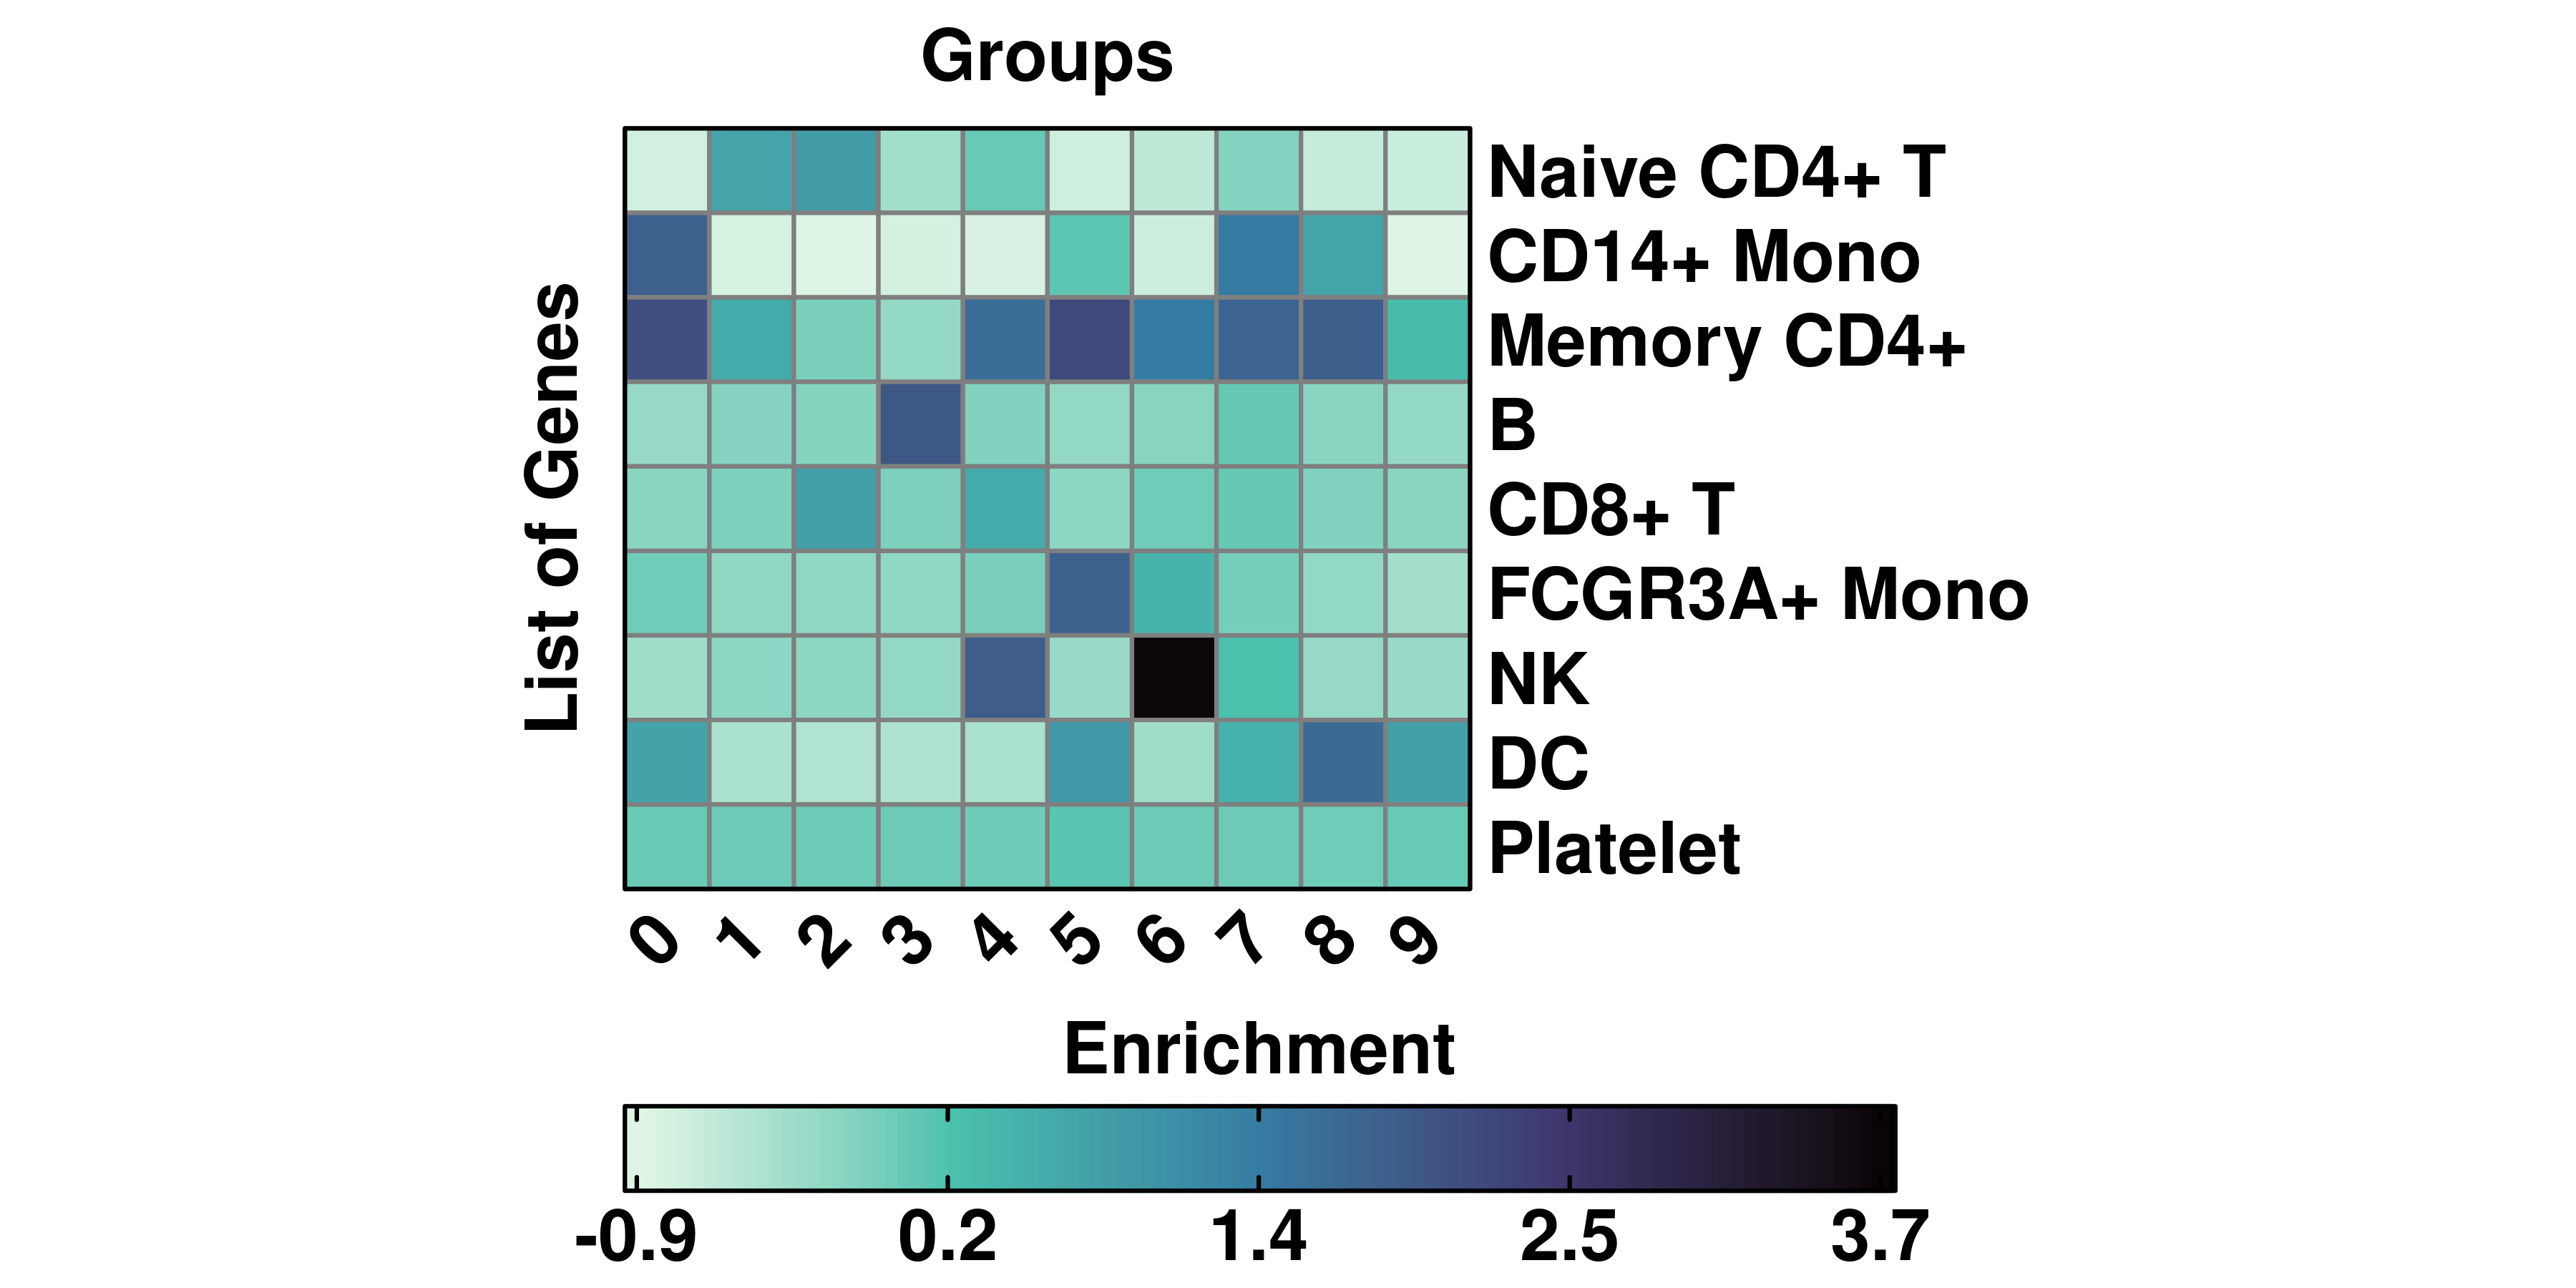 Groups
List of Genes
Naive CD4+ T
CD14+ Mono
Memory CD4+
B
CD8+ T
FCGR3A+ Mono
NK
DC
Platelet
0 1 2 3 4 5 6 7 8 9
Enrichment
-0.9 0.2 1.4 2.5 3.7